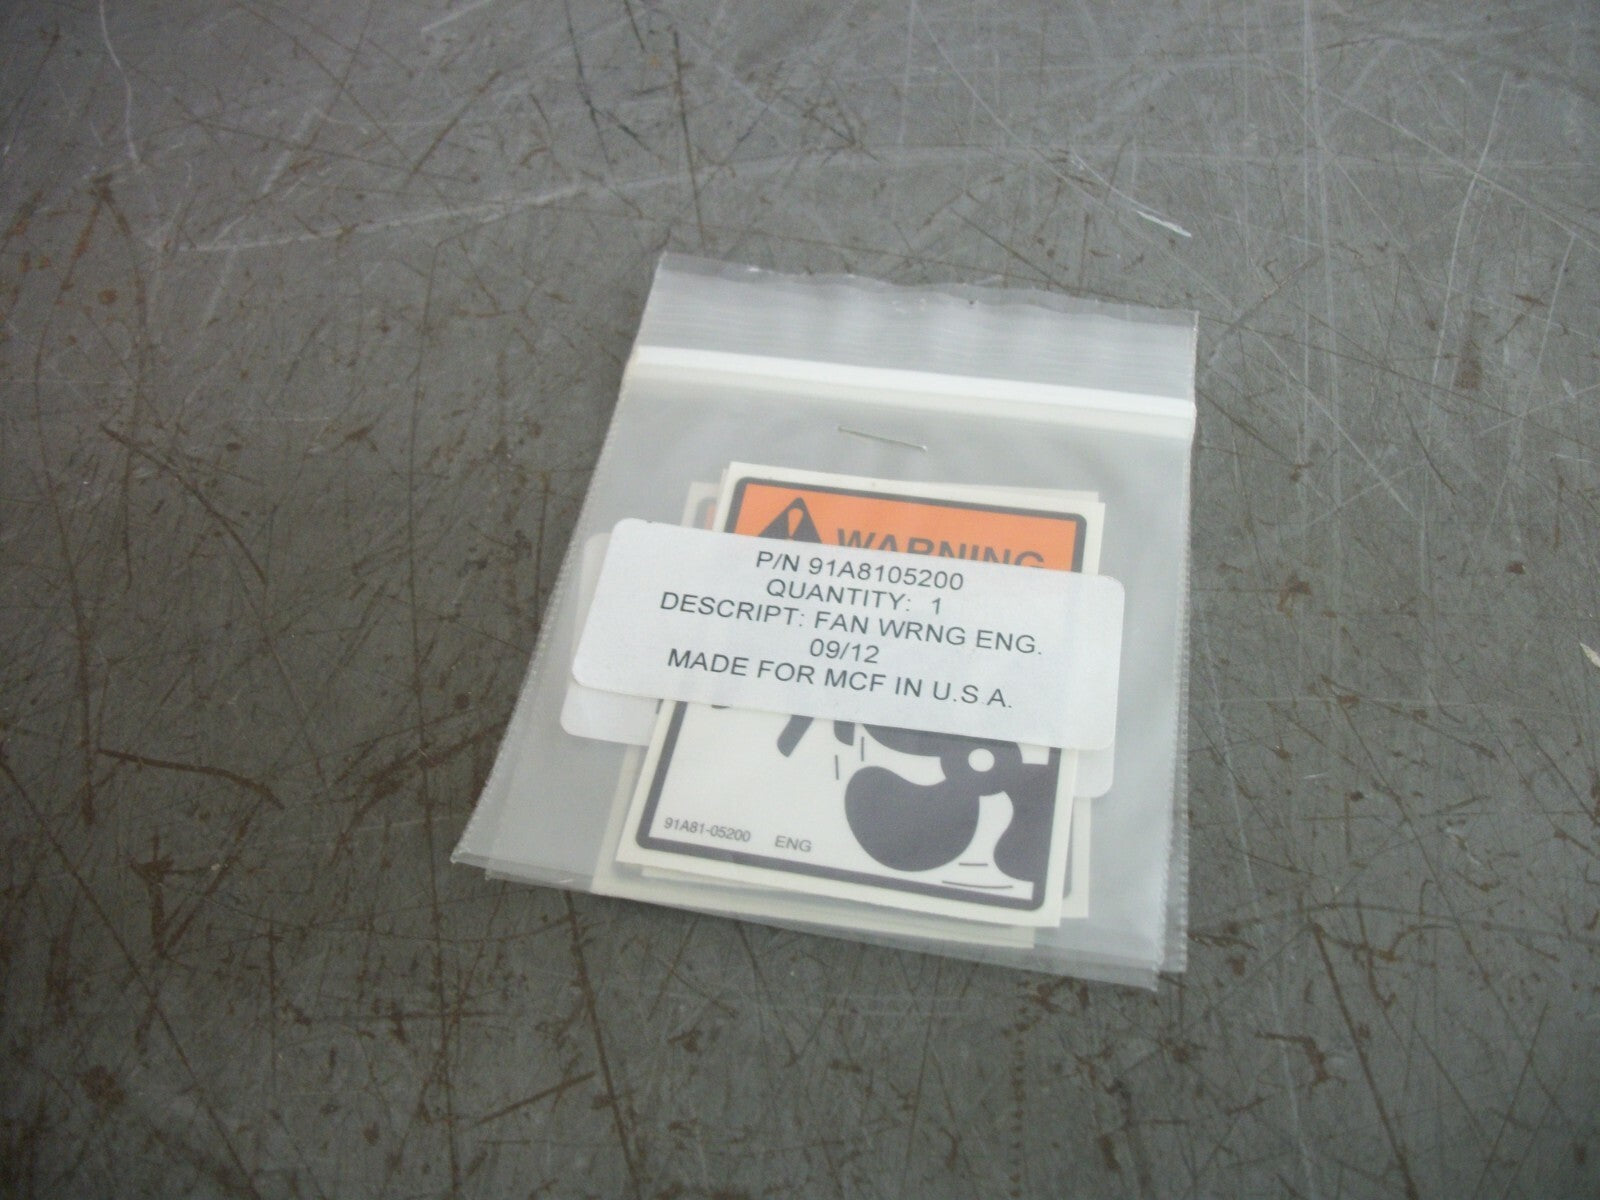 WARNING
P/N 91A8105200
QUANTITY: 1
DESCRIPT: FAN WRNG ENG.
09/12
MADE FOR MCF IN U.S.A.
91A81-05200 ENG